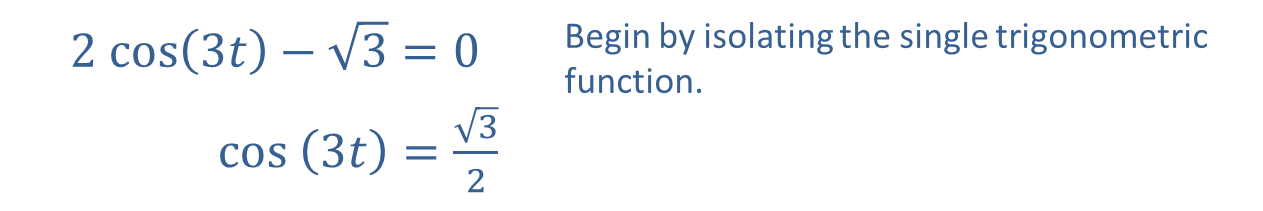 2 cos(3t) − √3 = 0
Begin by isolating the single trigonometric
function.
cos (3t) = √3/2